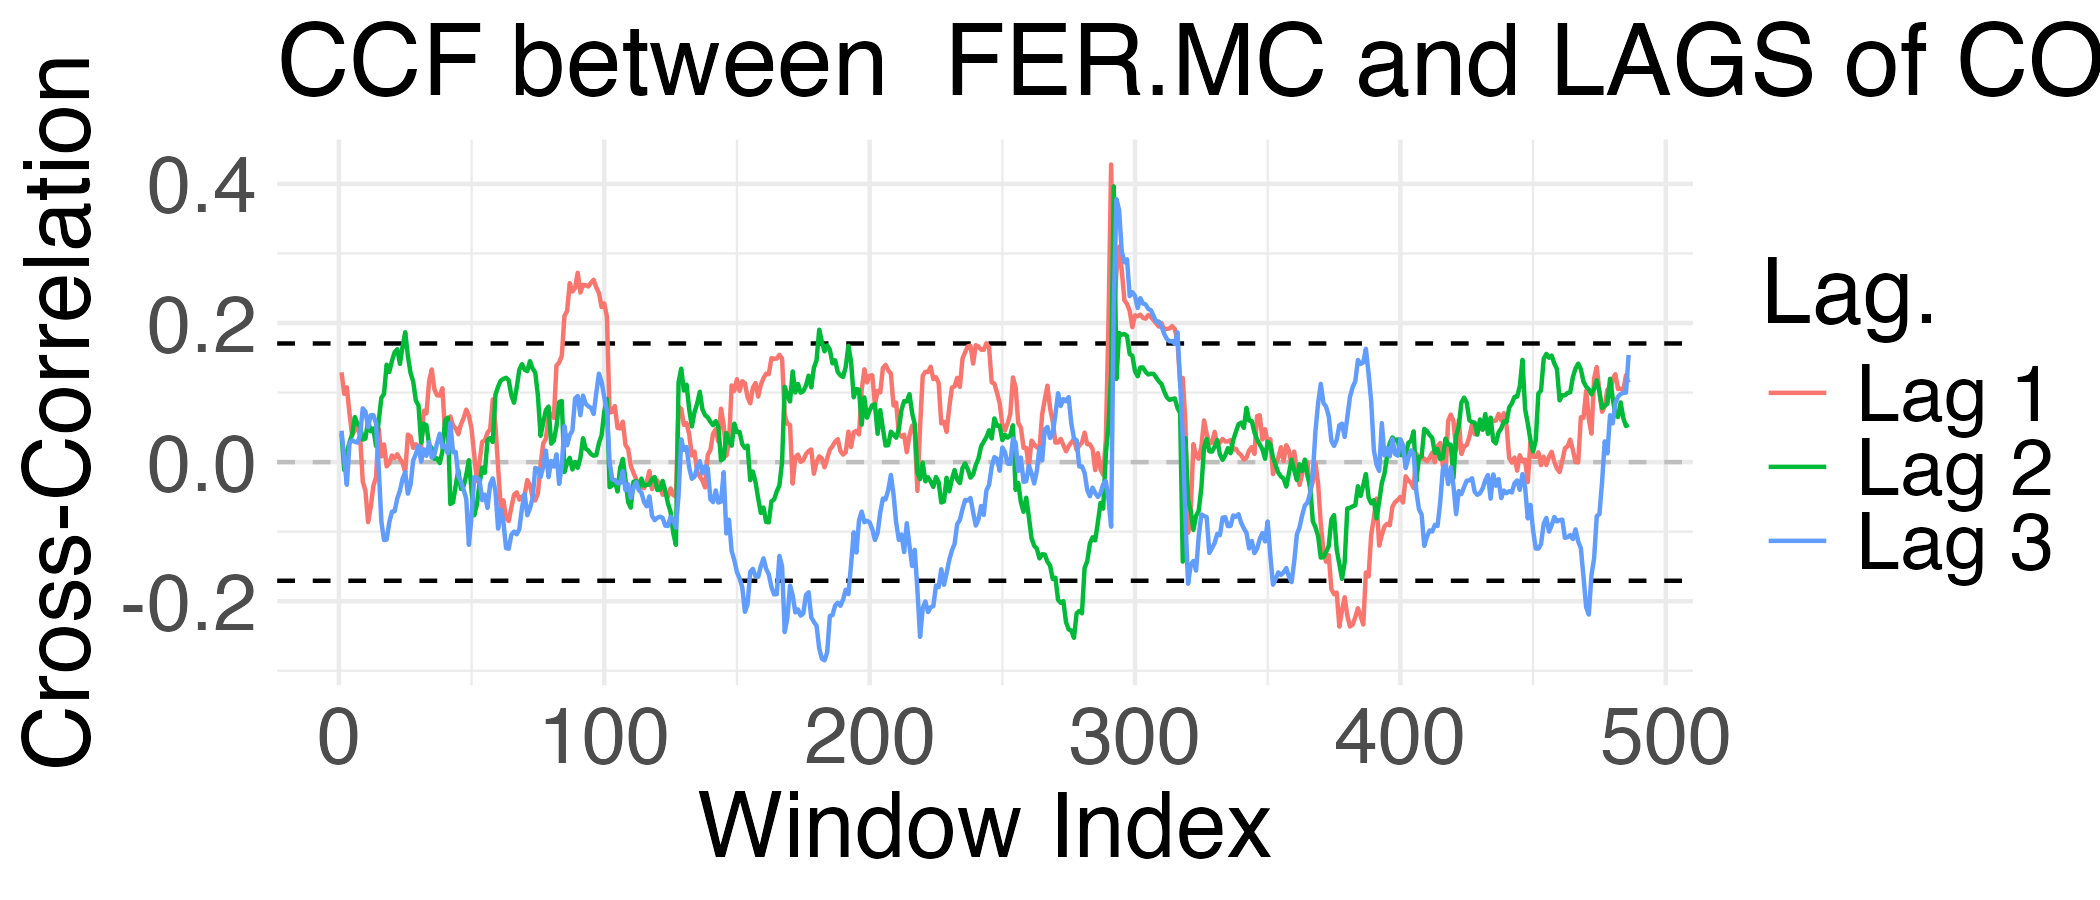 CCF between FER.MC and LAGS of CO
Cross-Correlation
0.4
0.2
0.0
-0.2
0 100 200 300 400 500
Window Index
Lag.
Lag 1
Lag 2
Lag 3